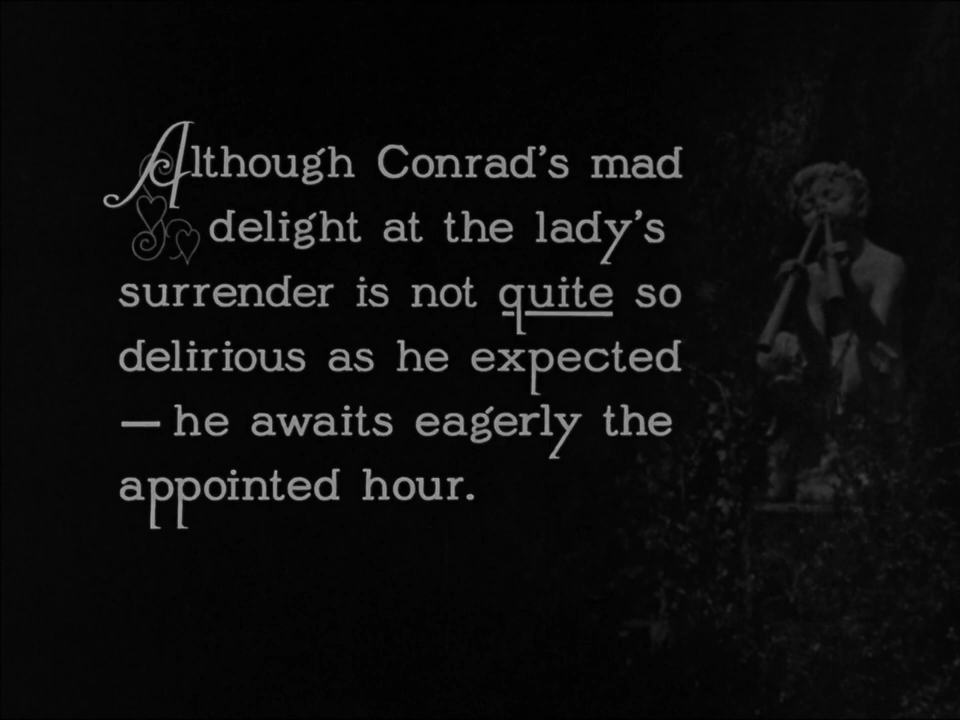 Although Conrad's mad
delight at the lady's
surrender is not quite so
delirious as he expected
— he awaits eagerly the
appointed hour.